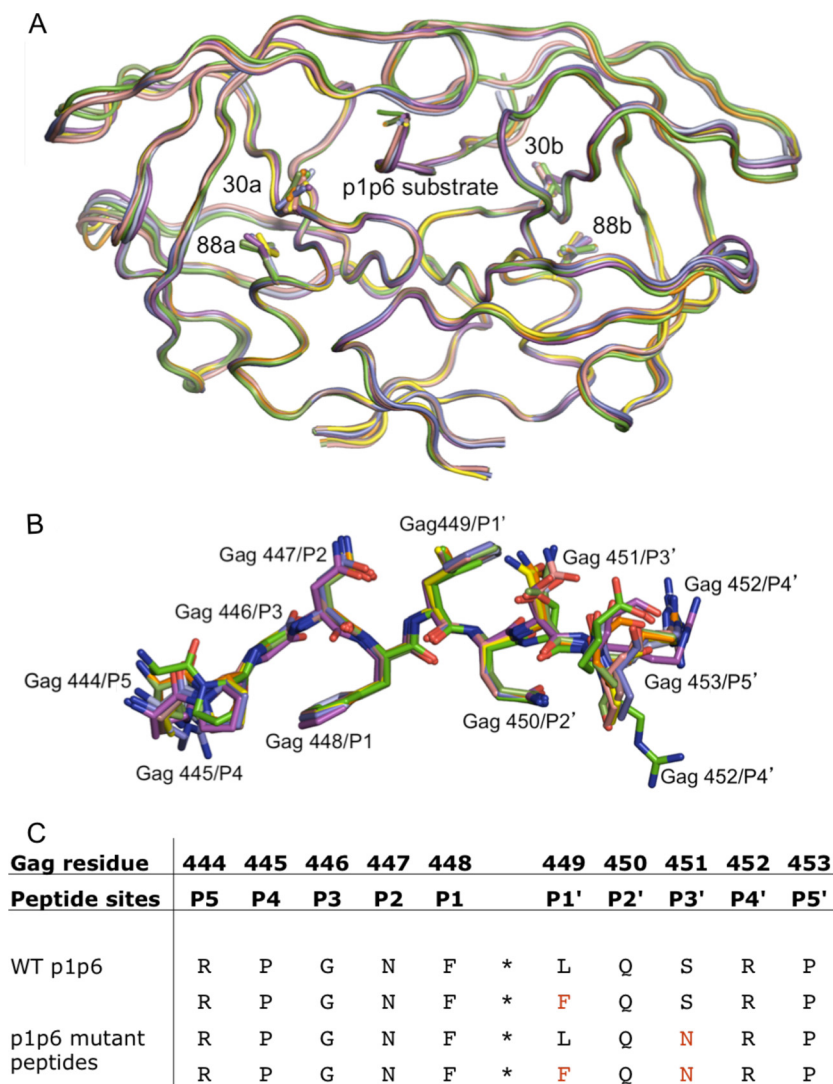 A
30a
30b
p1p6 substrate
88a
88b
B
Gag449/P1'
Gag 447/P2
Gag 451/P3'
Gag 452/P4'
Gag 446/P3
Gag 444/P5
Gag 453/P5'
Gag 450/P2'
Gag 448/P1
Gag 445/P4
Gag 452/P4'
C
Gag residue 444 445 446 447 448 449 450 451 452 453
Peptide sites P5 P4 P3 P2 P1 P1' P2' P3' P4' P5'
WT p1p6 R P G N F * L Q S R P
R P G N F * F Q S R P
p1p6 mutant R P G N F * L Q N R P
peptides R P G N F * F Q N R P